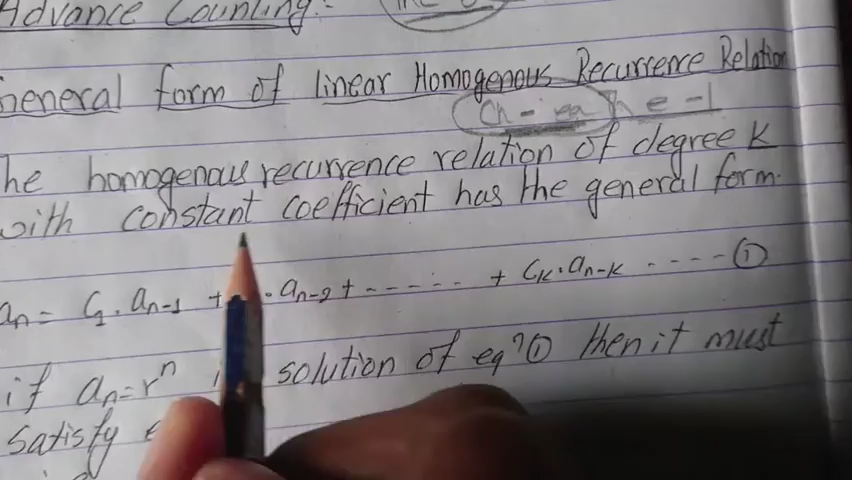 Advance Counting:-
General form of linear Homogenous Recurrence Relation
The homogenous recurrence relation of degree K
with constant coefficient has the general form.
an = C1 . an-1 + . an-2 + ------ + CK . an-K ---- ①
if an = r^n solution of eqn ① then it must
satisfy